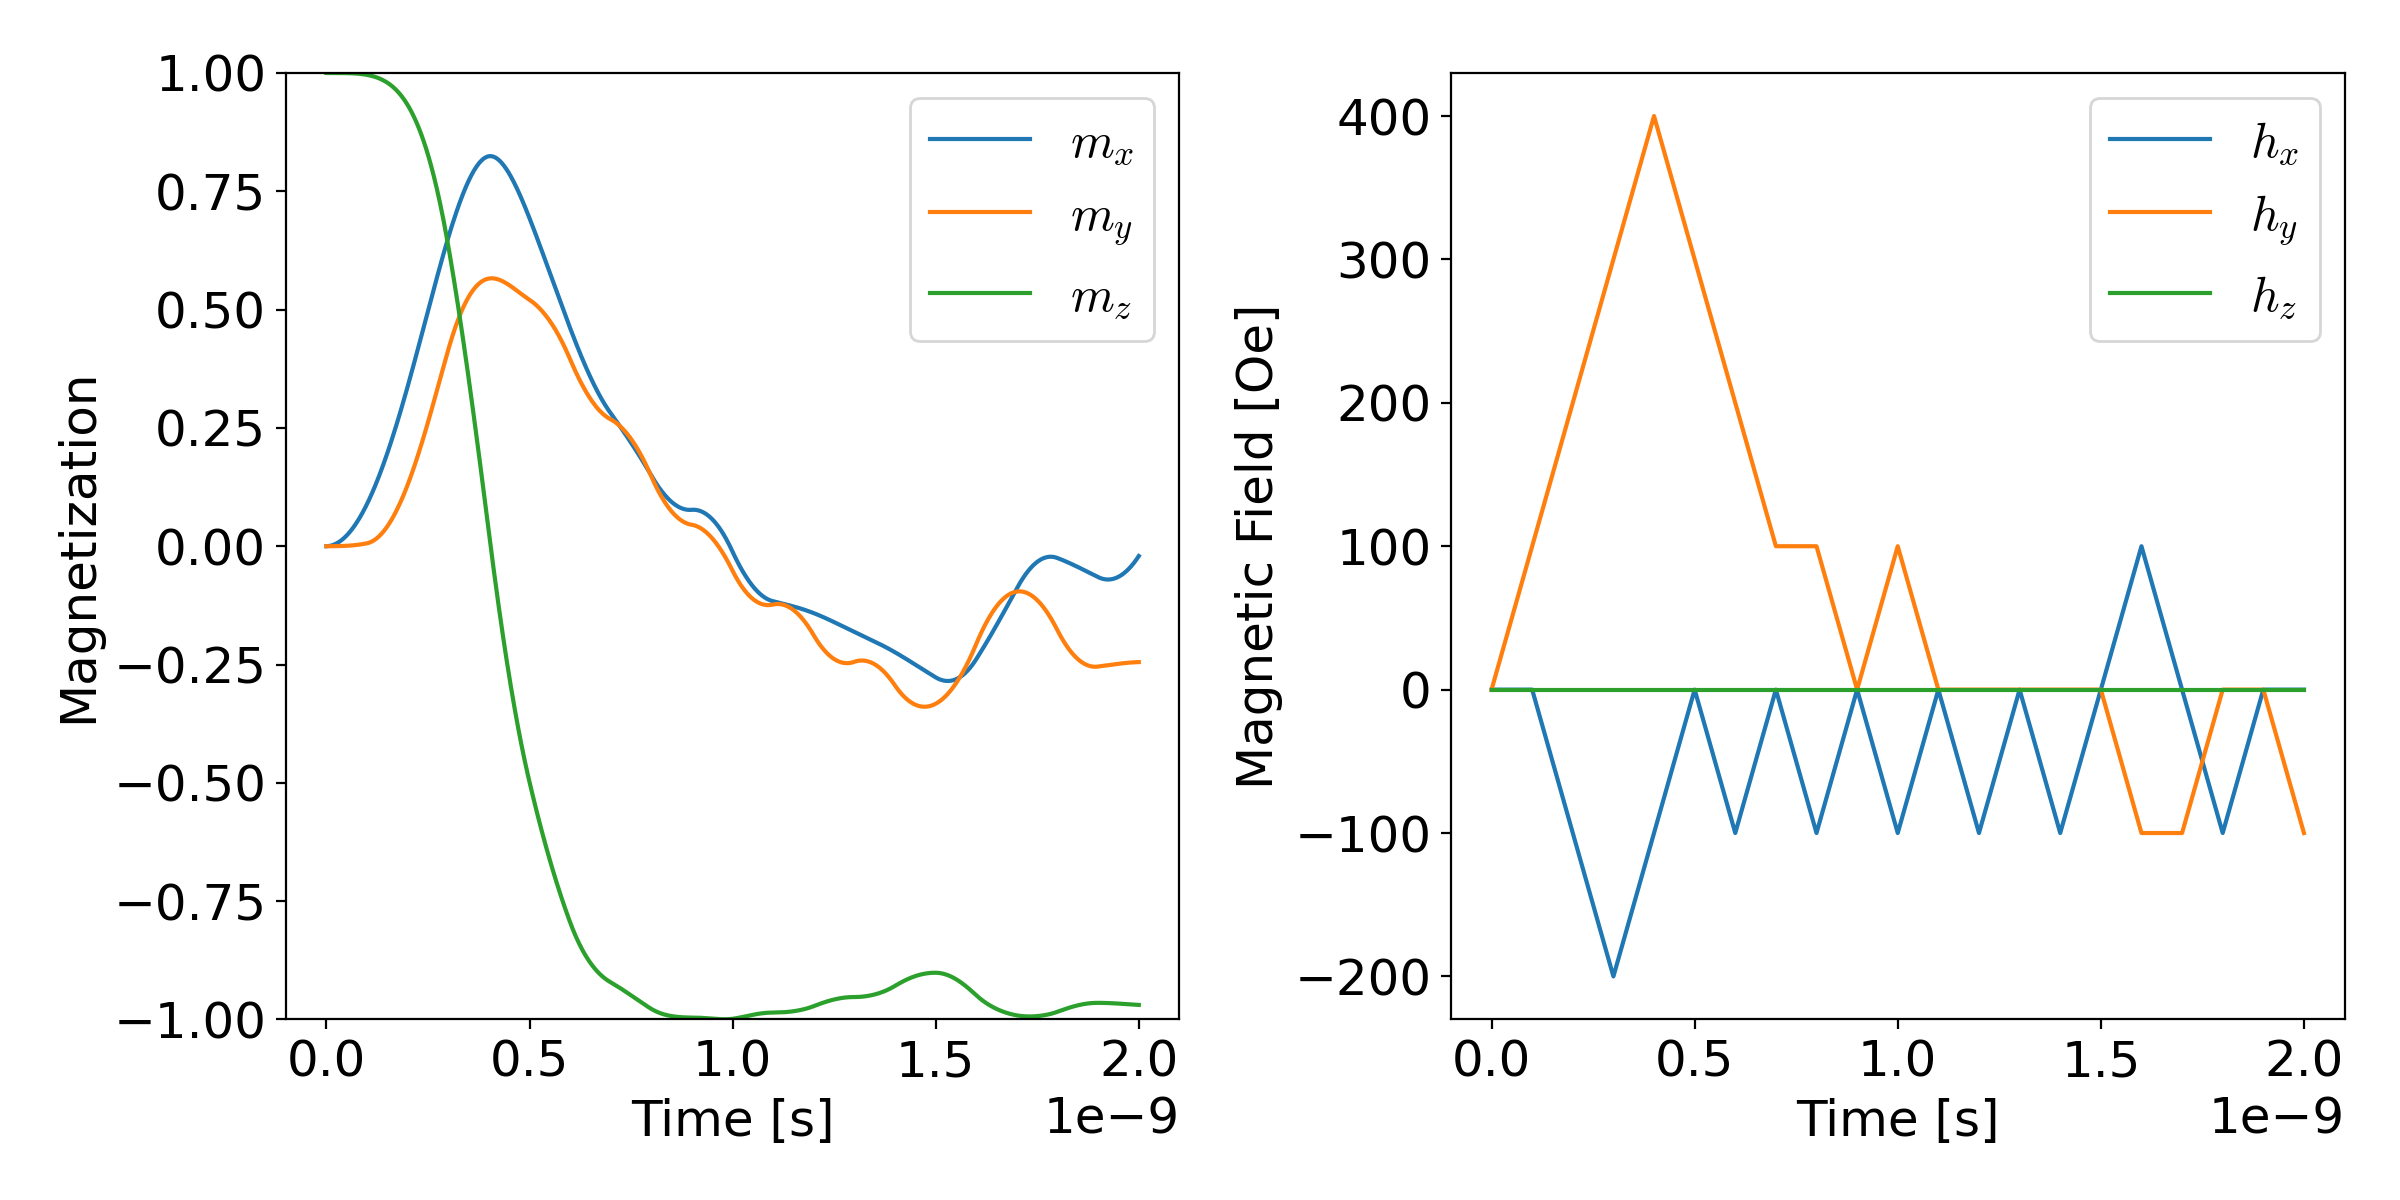 1.00
0.75
0.50
0.25
0.00
−0.25
−0.50
−0.75
−1.00
Magnetization
0.0 0.5 1.0 1.5 2.0
Time [s]
1e−9
m_x
m_y
m_z
400
300
200
100
0
−100
−200
Magnetic Field [Oe]
0.0 0.5 1.0 1.5 2.0
Time [s]
1e−9
h_x
h_y
h_z